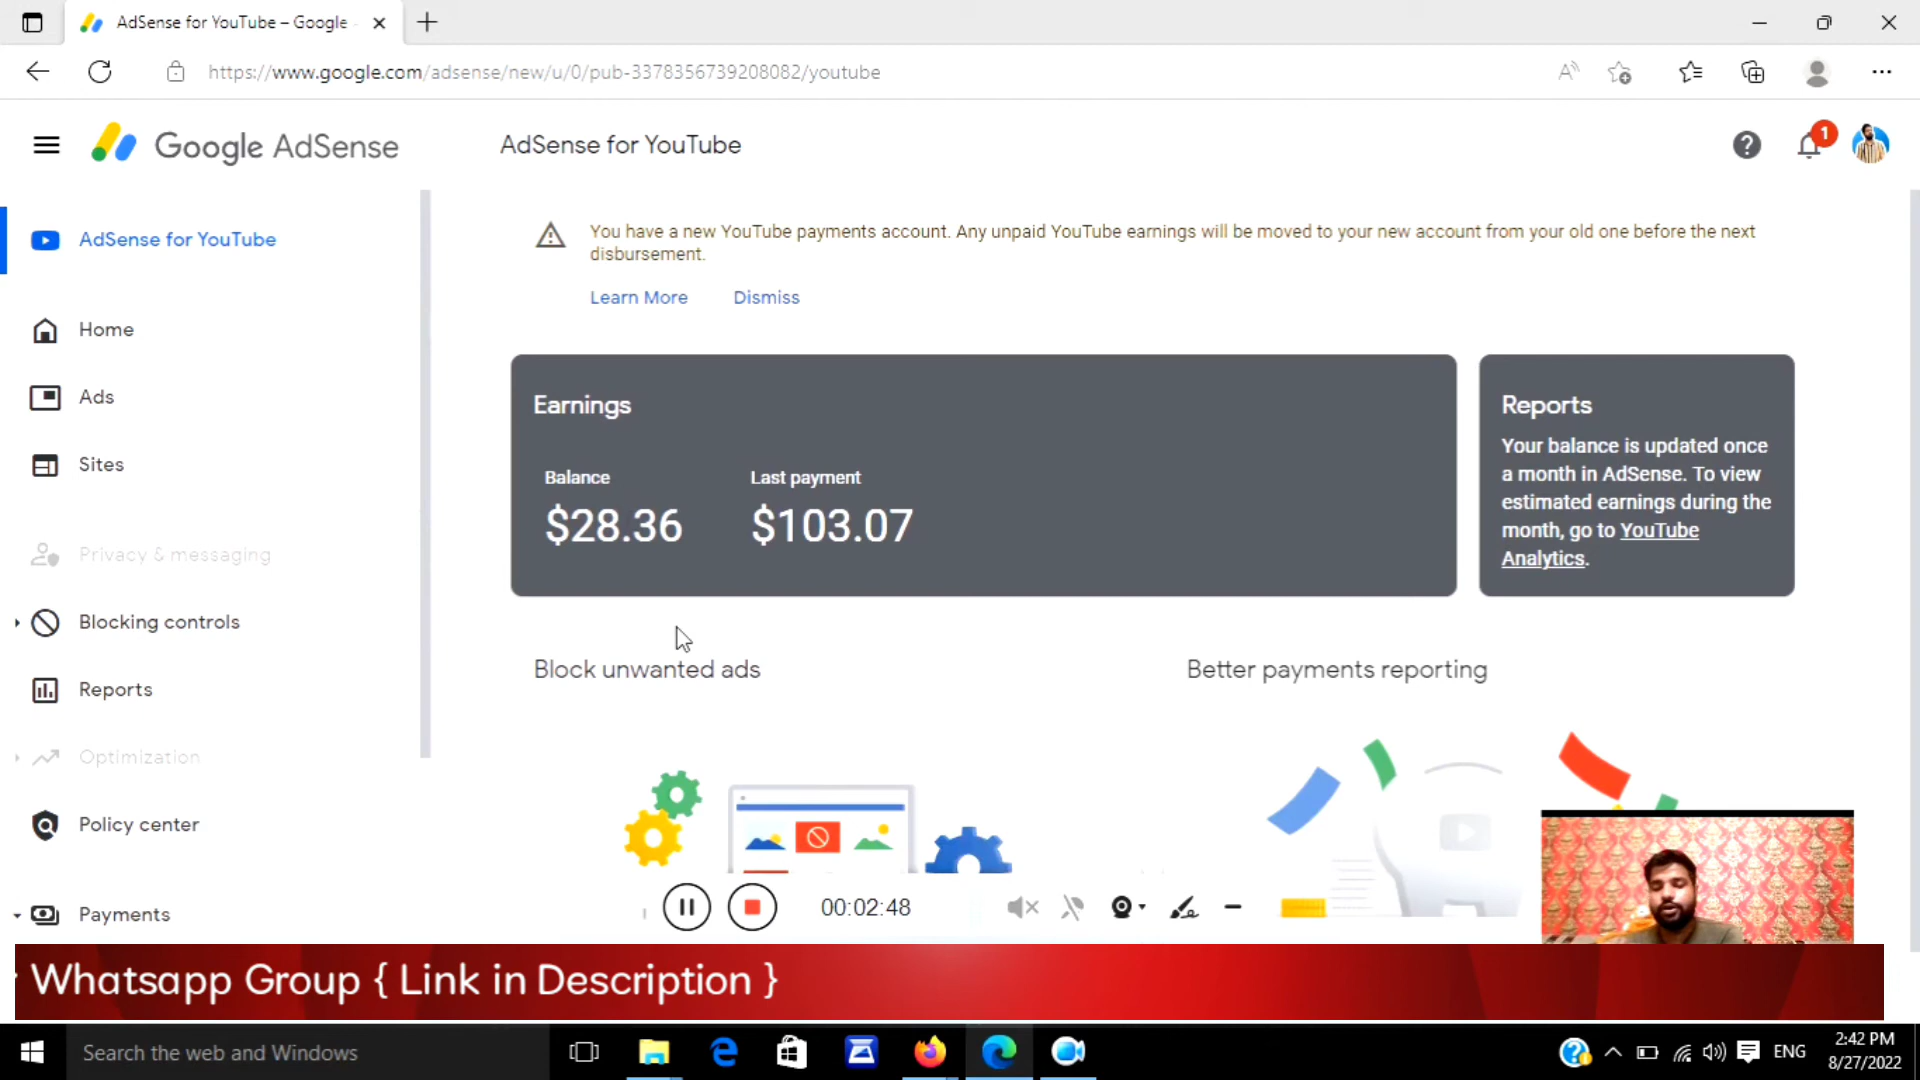 AdSense for YouTube – Google
https://www.google.com/adsense/new/u/0/pub-3378356739208082/youtube
Google AdSense
AdSense for YouTube
1
AdSense for YouTube
Home
Ads
Sites
Privacy & messaging
Blocking controls
Reports
Optimization
Policy center
Payments
You have a new YouTube payments account. Any unpaid YouTube earnings will be moved to your new account from your old one before the next
disbursement.
Learn More Dismiss
Earnings
Balance Last payment
$28.36 $103.07
Reports
Your balance is updated once
a month in AdSense. To view
estimated earnings during the
month, go to YouTube
Analytics.
Block unwanted ads
Better payments reporting
00:02:48
Whatsapp Group { Link in Description }
Search the web and Windows
ENG
2:42 PM
8/27/2022